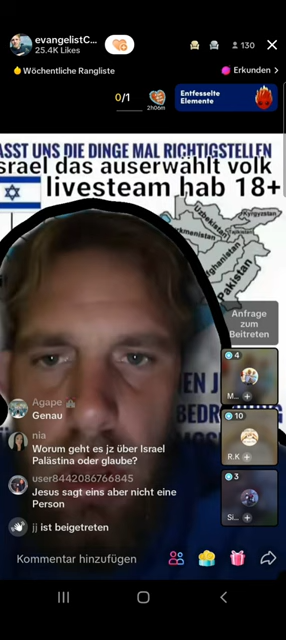 evangelistC...
25.4K Likes
130
Wöchentliche Rangliste
Erkunden >
0/1
2h06m
Entfesselte
Elemente
ASST UNS DIE DINGE MAL RICHTIGSTELLEN
srael das auserwählt volk
livesteam hab 18+
Uzbekistan
Kyrgyzstan
Afghanistan
Pakistan
Anfrage
zum
Beitreten
4
M... +
10
R.K +
3
Si... +
Agape
Genau
nia
Worum geht es jz über Israel
Palästina oder glaube?
user8442086766845
Jesus sagt eins aber nicht eine
Person
jj ist beigetreten
Kommentar hinzufügen